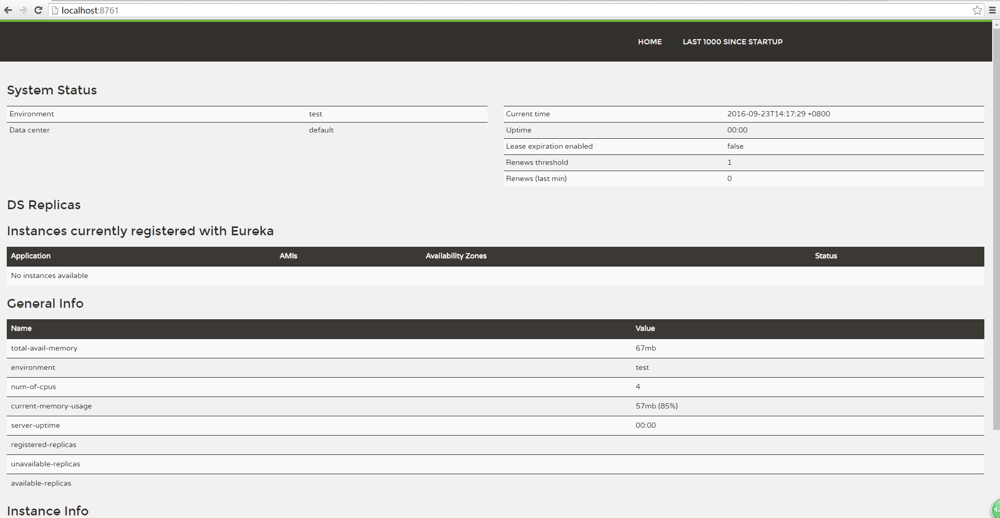 localhost:8761
HOME LAST 1000 SINCE STARTUP
System Status
Environment test
Data center default
Current time 2016-09-23T14:17:29 +0800
Uptime 00:00
Lease expiration enabled false
Renews threshold 1
Renews (last min) 0
DS Replicas
Instances currently registered with Eureka
Application AMIs Availability Zones Status
No instances available
General Info
Name Value
total-avail-memory 67mb
environment test
num-of-cpus 4
current-memory-usage 57mb (85%)
server-uptime 00:00
registered-replicas
unavailable-replicas
available-replicas
Instance Info